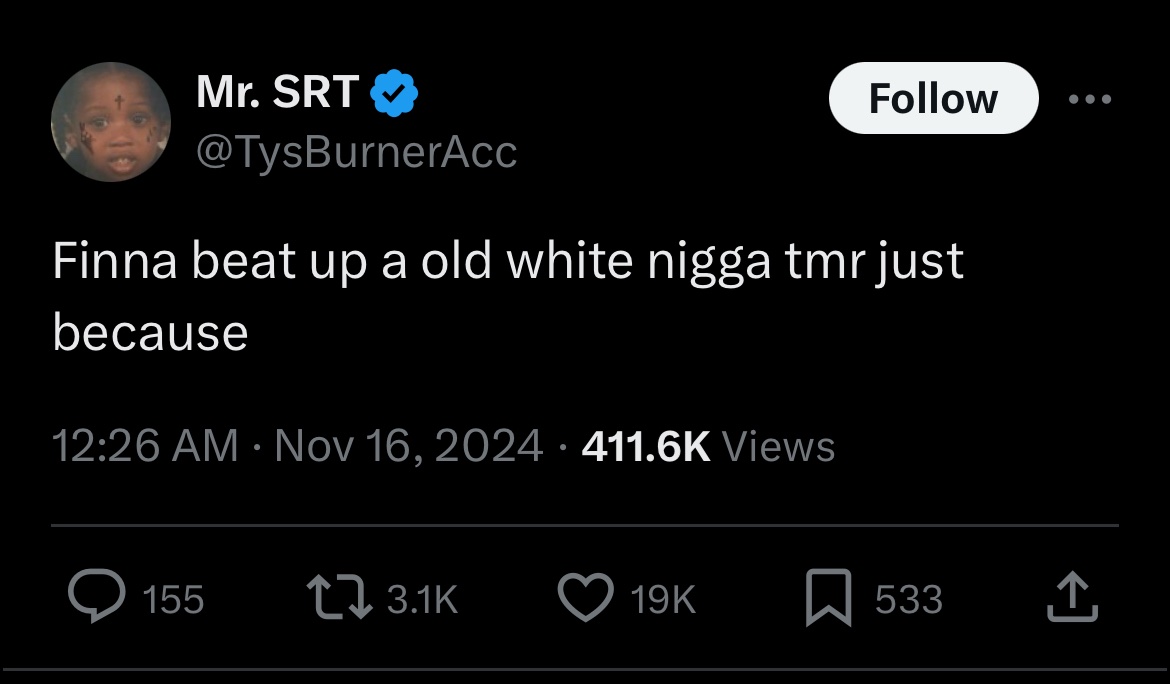 Mr. SRT
Follow
@TysBurnerAcc
Finna beat up a old white nigga tmr just
because
12:26 AM · Nov 16, 2024 · 411.6K Views
155 3.1K 19K 533